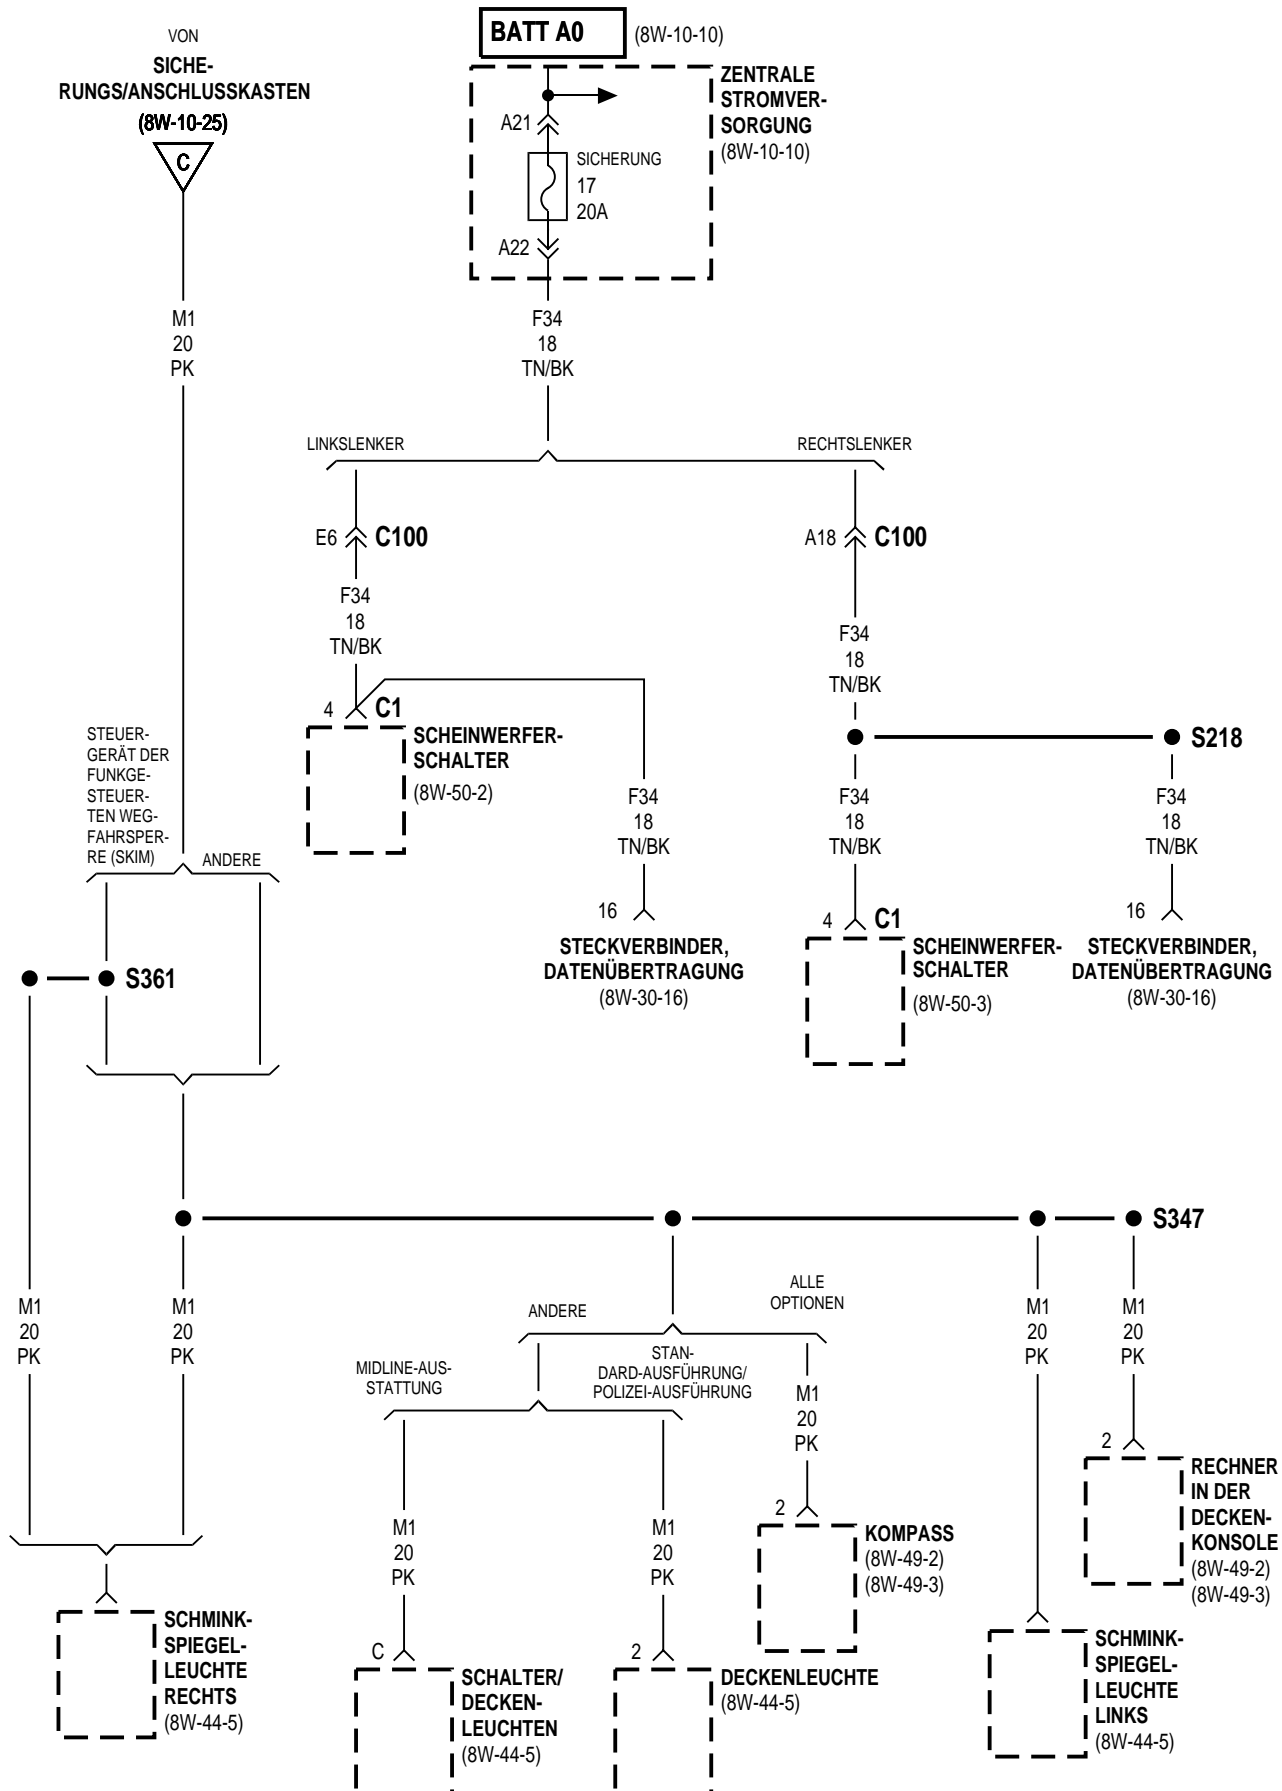 BATT A0
(8W-10-10)
VON
SICHE-
RUNGS/ANSCHLUSSKASTEN
(8W-10-25)
C
ZENTRALE
STROMVER-
SORGUNG
(8W-10-10)
A21
SICHERUNG
17
20A
A22
M1
20
PK
F34
18
TN/BK
LINKSLENKER
RECHTSLENKER
E6
C100
A18
C100
F34
18
TN/BK
F34
18
TN/BK
4
C1
SCHEINWERFER-
SCHALTER
(8W-50-2)
S218
STEUER-
GERÄT DER
FUNKGE-
STEUER-
TEN WEG-
FAHRSPER-
RE (SKIM)
ANDERE
F34
18
TN/BK
F34
18
TN/BK
F34
18
TN/BK
16
STECKVERBINDER,
DATENÜBERTRAGUNG
(8W-30-16)
4
C1
SCHEINWERFER-
SCHALTER
(8W-50-3)
16
STECKVERBINDER,
DATENÜBERTRAGUNG
(8W-30-16)
S361
S347
M1
20
PK
M1
20
PK
ANDERE
ALLE
OPTIONEN
M1
20
PK
M1
20
PK
MIDLINE-AUS-
STATTUNG
STAN-
DARD-AUSFÜHRUNG/
POLIZEI-AUSFÜHRUNG
M1
20
PK
2
RECHNER
IN DER
DECKEN-
KONSOLE
(8W-49-2)
(8W-49-3)
M1
20
PK
M1
20
PK
2
KOMPASS
(8W-49-2)
(8W-49-3)
SCHMINK-
SPIEGEL-
LEUCHTE
RECHTS
(8W-44-5)
C
SCHALTER/
DECKEN-
LEUCHTEN
(8W-44-5)
2
DECKENLEUCHTE
(8W-44-5)
SCHMINK-
SPIEGEL-
LEUCHTE
LINKS
(8W-44-5)